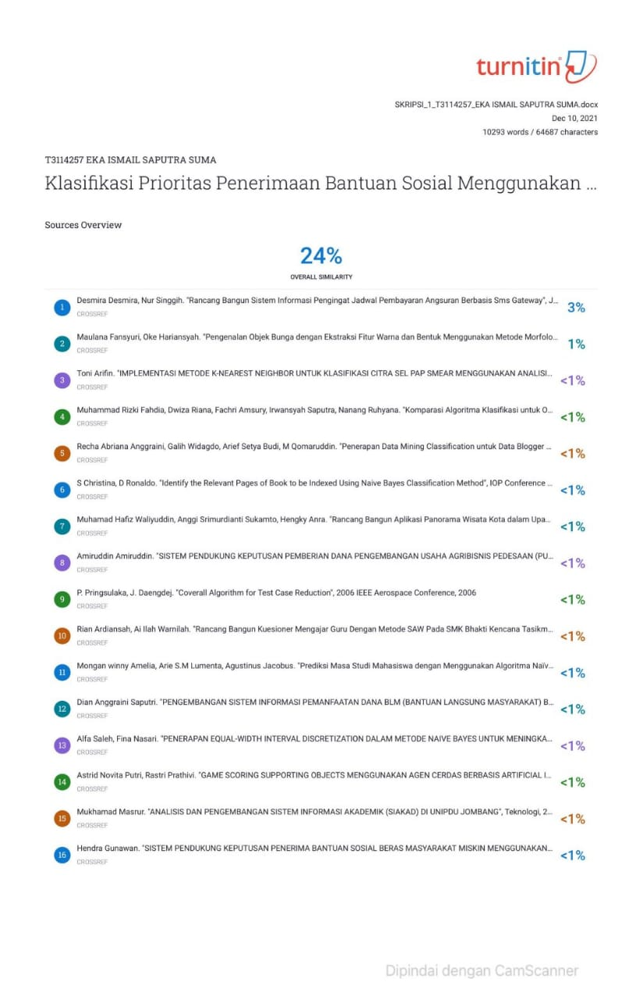 turnitin
SKRIPSI_1_T3114257_EKA ISMAIL SAPUTRA SUMA.docx
Dec 10, 2021
10293 words / 64687 characters
T3114257 EKA ISMAIL SAPUTRA SUMA
Klasifikasi Prioritas Penerimaan Bantuan Sosial Menggunakan ...
Sources Overview
24%
OVERALL SIMILARITY
1 Desmira Desmira, Nur Singgih. "Rancang Bangun Sistem Informasi Pengingat Jadwal Pembayaran Angsuran Berbasis Sms Gateway", J... 3%
CROSSREF
2 Maulana Fansyuri, Oke Hariansyah. "Pengenalan Objek Bunga dengan Ekstraksi Fitur Warna dan Bentuk Menggunakan Metode Morfolo... 1%
CROSSREF
3 Toni Arifin. "IMPLEMENTASI METODE K-NEAREST NEIGHBOR UNTUK KLASIFIKASI CITRA SEL PAP SMEAR MENGGUNAKAN ANALISI... <1%
CROSSREF
4 Muhammad Rizki Fahdia, Dwiza Riana, Fachri Amsury, Irwansyah Saputra, Nanang Ruhyana. "Komparasi Algoritma Klasifikasi untuk O... <1%
CROSSREF
5 Recha Abriana Anggraini, Galih Widagdo, Arief Setya Budi, M Qomaruddin. "Penerapan Data Mining Classification untuk Data Blogger ... <1%
CROSSREF
6 S Christina, D Ronaldo. "Identify the Relevant Pages of Book to be Indexed Using Naive Bayes Classification Method", IOP Conference ... <1%
CROSSREF
7 Muhamad Hafiz Waliyuddin, Anggi Srimurdianti Sukamto, Hengky Anra. "Rancang Bangun Aplikasi Panorama Wisata Kota dalam Upa... <1%
CROSSREF
8 Amiruddin Amiruddin. "SISTEM PENDUKUNG KEPUTUSAN PEMBERIAN DANA PENGEMBANGAN USAHA AGRIBISNIS PEDESAAN (PU... <1%
CROSSREF
9 P. Pringsulaka, J. Daengdej. "Coverall Algorithm for Test Case Reduction", 2006 IEEE Aerospace Conference, 2006 <1%
CROSSREF
10 Rian Ardiansah, Ai Ilah Warnilah. "Rancang Bangun Kuesioner Mengajar Guru Dengan Metode SAW Pada SMK Bhakti Kencana Tasikm... <1%
CROSSREF
11 Mongan winny Amelia, Arie S.M Lumenta, Agustinus Jacobus. "Prediksi Masa Studi Mahasiswa dengan Menggunakan Algoritma Naïv... <1%
CROSSREF
12 Dian Anggraini Saputri. "PENGEMBANGAN SISTEM INFORMASI PEMANFAATAN DANA BLM (BANTUAN LANGSUNG MASYARAKAT) B... <1%
CROSSREF
13 Alfa Saleh, Fina Nasari. "PENERAPAN EQUAL-WIDTH INTERVAL DISCRETIZATION DALAM METODE NAIVE BAYES UNTUK MENINGKA... <1%
CROSSREF
14 Astrid Novita Putri, Rastri Prathivi. "GAME SCORING SUPPORTING OBJECTS MENGGUNAKAN AGEN CERDAS BERBASIS ARTIFICIAL I... <1%
CROSSREF
15 Mukhamad Masrur. "ANALISIS DAN PENGEMBANGAN SISTEM INFORMASI AKADEMIK (SIAKAD) DI UNIPDU JOMBANG", Teknologi, 2... <1%
CROSSREF
16 Hendra Gunawan. "SISTEM PENDUKUNG KEPUTUSAN PENERIMA BANTUAN SOSIAL BERAS MASYARAKAT MISKIN MENGGUNAKAN... <1%
CROSSREF
Dipindai dengan CamScanner